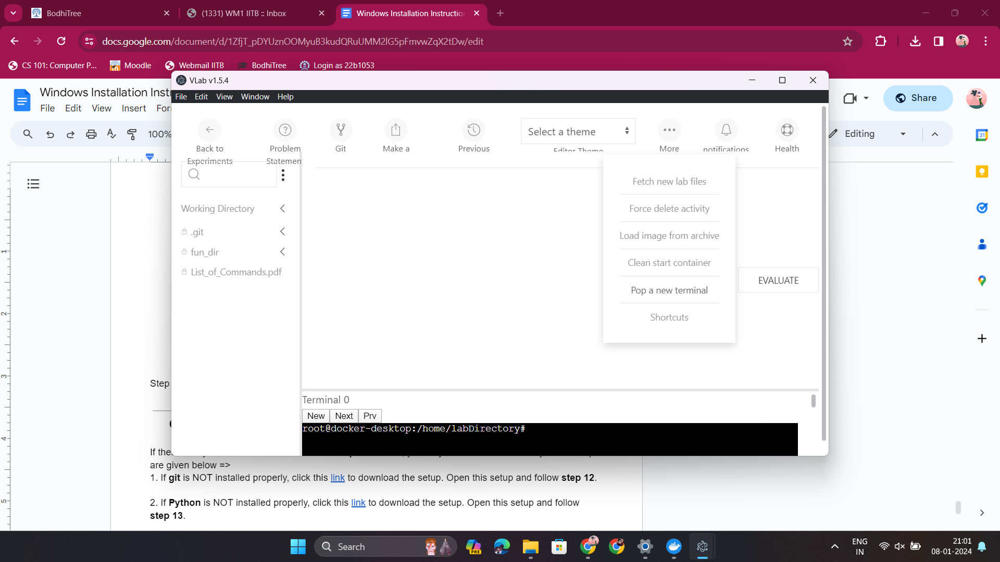 BodhiTree
(1331) WM1 IITB :: Inbox
Windows Installation Instructio
docs.google.com/document/d/1ZfjT_pDYUznOOMyuB3kudQRuUMM2lG5pFmvwZqX2tDw/edit
CS 101: Computer P...
Moodle
Webmail IITB
BodhiTree
Login as 22b1053
Windows Installation Inst
File Edit View Insert For
Share
100%
Editing
VLab v1.5.4
File Edit View Window Help
Back to
Experiments
Problem
Statemen
Git
Make a
Previous
Select a theme
Editor Theme
More
notifications
Health
Working Directory
.git
fun_dir
List_of_Commands.pdf
Fetch new lab files
Force delete activity
Load image from archive
Clean start container
Pop a new terminal
Shortcuts
EVALUATE
Terminal 0
New Next Prv
root@docker-desktop:/home/labDirectory#
31
1
2
3
4
5
Step
If the
are given below =>
1. If git is NOT installed properly, click this link to download the setup. Open this setup and follow step 12.
2. If Python is NOT installed properly, click this link to download the setup. Open this setup and follow
step 13.
Search
PRE
ENG
IN
21:01
08-01-2024